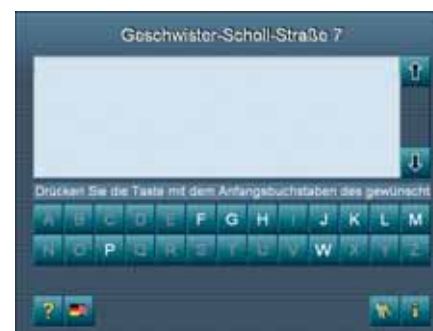 Geschwister-Scholl-Straße 7
Drücken Sie die Taste mit dem Anfangsbuchstaben des gewünscht
A B C D E F G H I J K L M
N O P Q R S T U V W X Y Z
? i